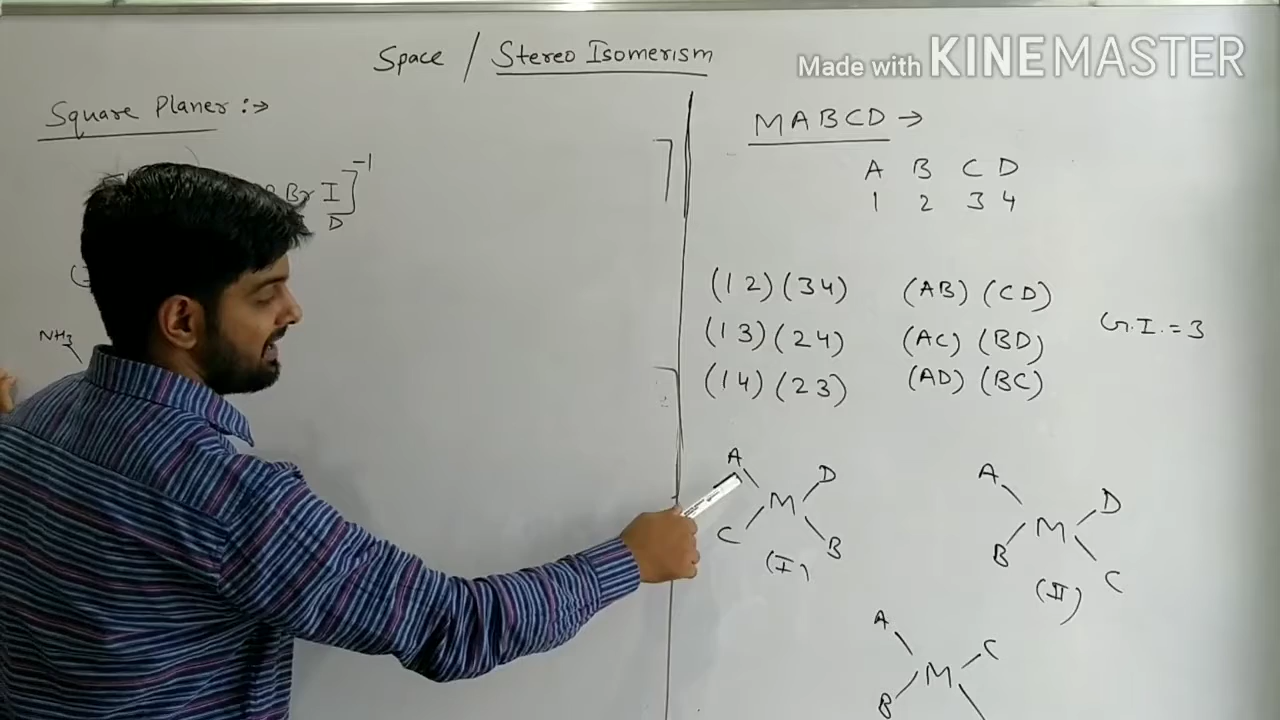 Space / Stereo Isomerism
Made with KINEMASTER
Square Planer :→
Br I]⁻¹
D
NH₃
MABCD →
A B C D
1 2 3 4
(12)(34) (AB)(CD)
(13)(24) (AC)(BD)
(14)(23) (AD)(BC)
G.I. = 3
A D
M
C B
(I)
A D
M
B C
(II)
A C
M
B